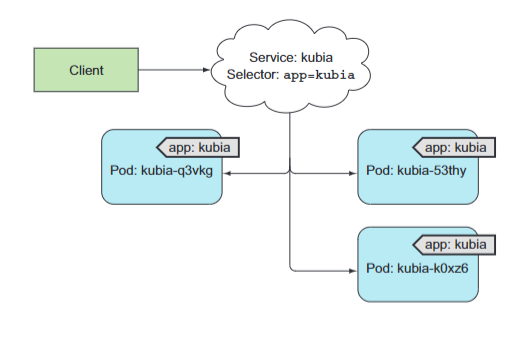 Client
Service: kubia
Selector: app=kubia
app: kubia
Pod: kubia-q3vkg
app: kubia
Pod: kubia-53thy
app: kubia
Pod: kubia-k0xz6